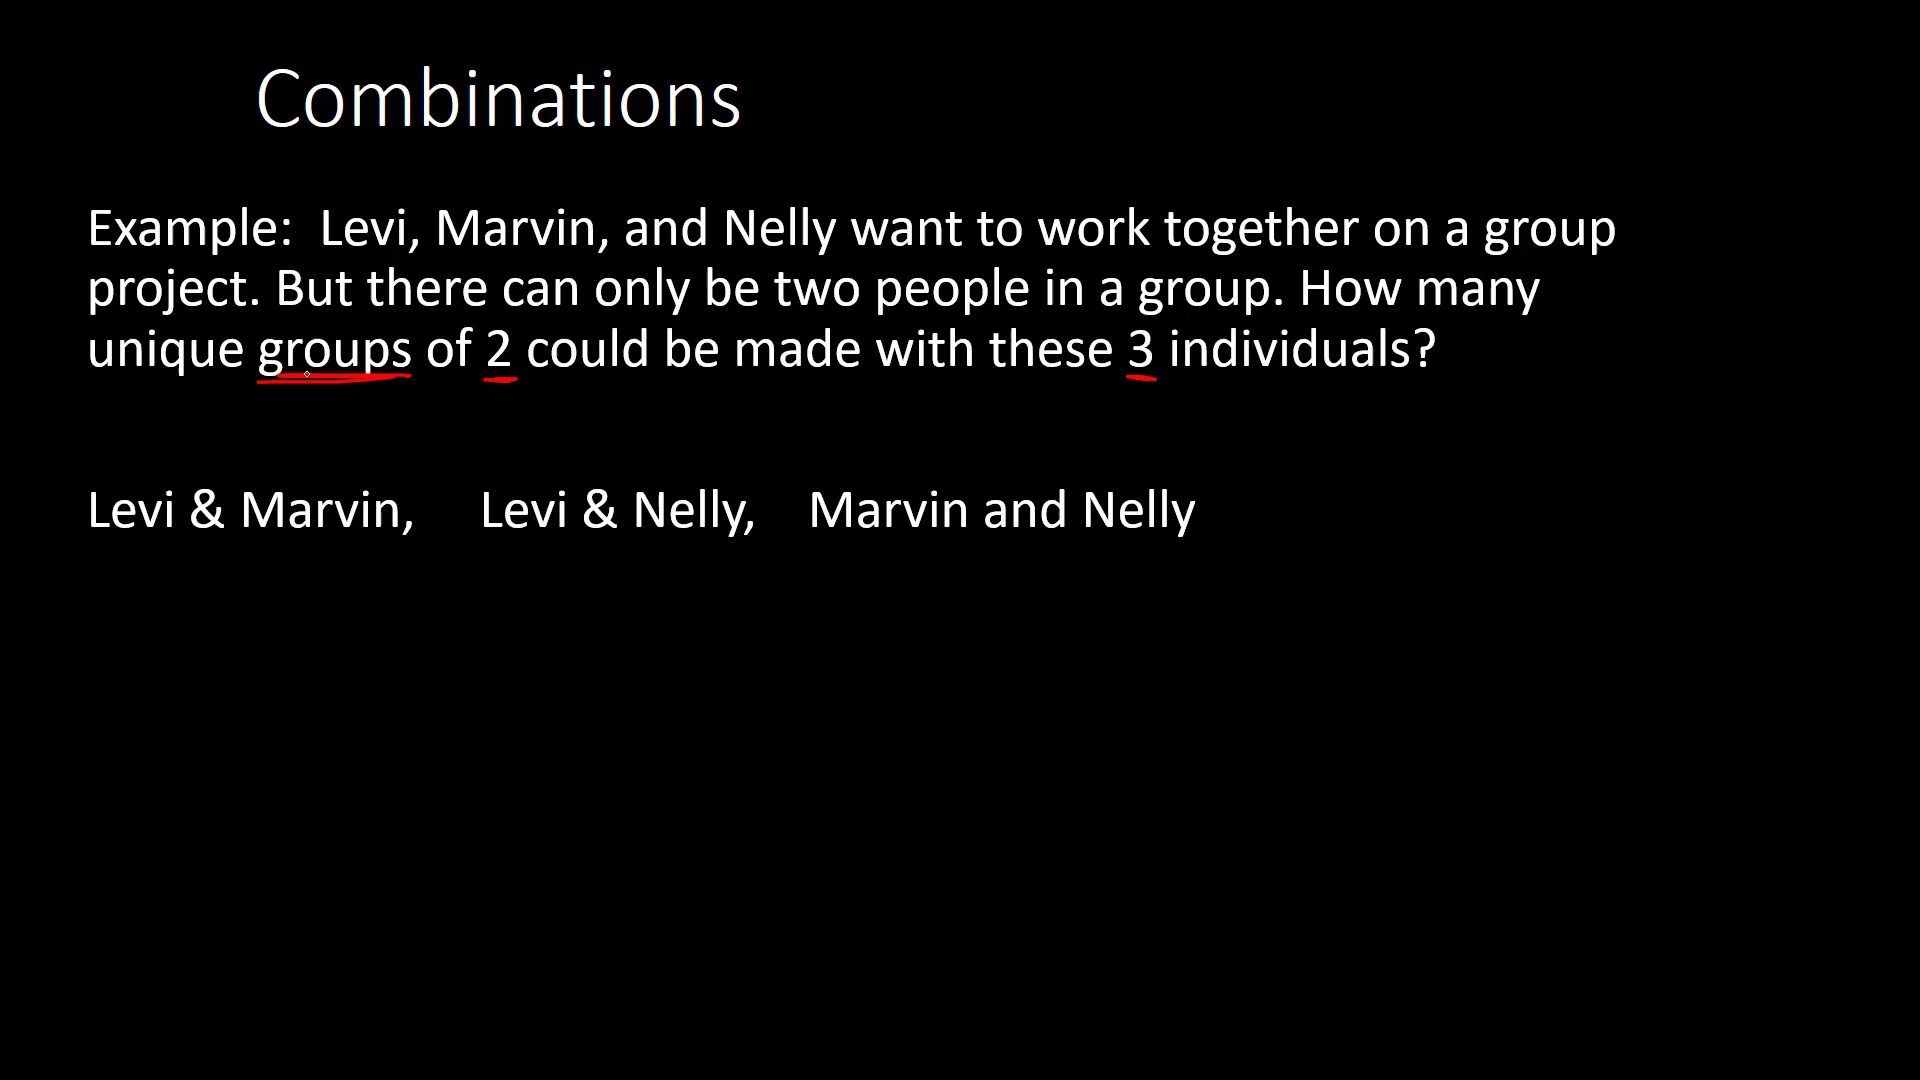 Combinations
Example: Levi, Marvin, and Nelly want to work together on a group
project. But there can only be two people in a group. How many
unique groups of 2 could be made with these 3 individuals?
Levi & Marvin, Levi & Nelly, Marvin and Nelly